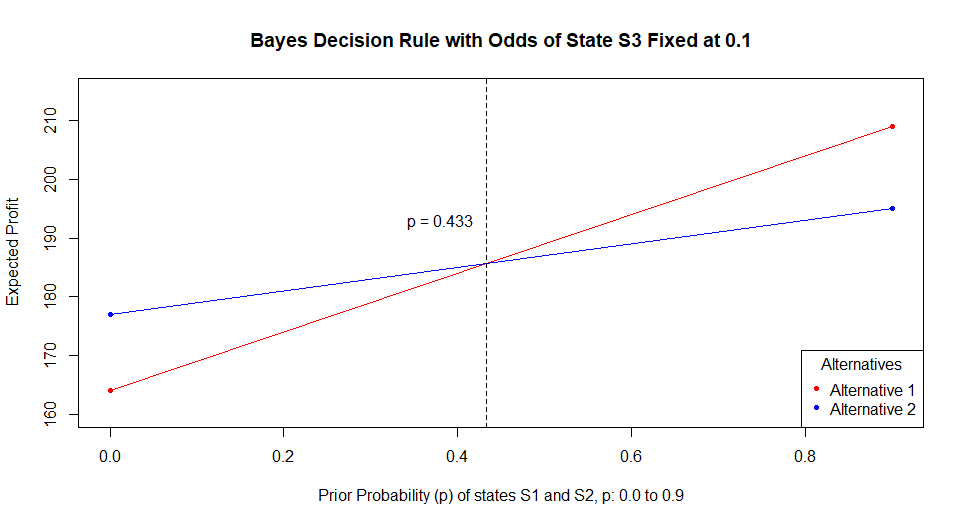 Bayes Decision Rule with Odds of State S3 Fixed at 0.1
Expected Profit
210
200
190
180
170
160
p = 0.433
Alternatives
Alternative 1
Alternative 2
0.0 0.2 0.4 0.6 0.8
Prior Probability (p) of states S1 and S2, p: 0.0 to 0.9